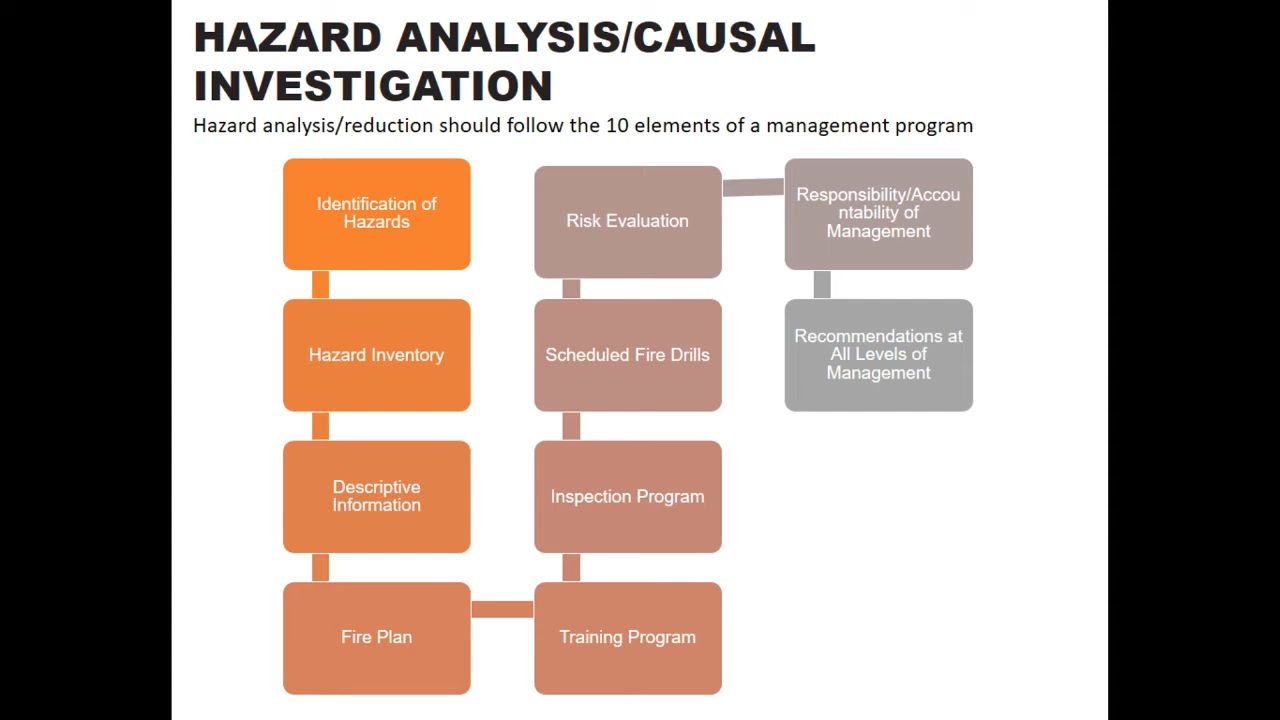 HAZARD ANALYSIS/CAUSAL
INVESTIGATION
Hazard analysis/reduction should follow the 10 elements of a management program
Identification of
Hazards
Hazard Inventory
Descriptive
Information
Fire Plan
Training Program
Inspection Program
Scheduled Fire Drills
Risk Evaluation
Responsibility/Accou
ntability of
Management
Recommendations at
All Levels of
Management